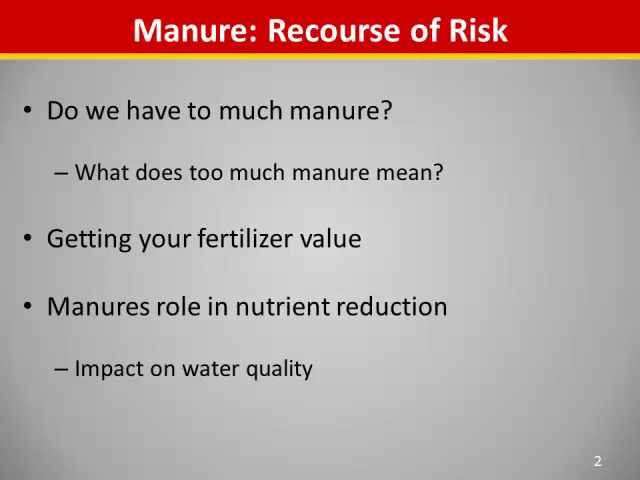 Manure: Recourse of Risk
• Do we have to much manure?
– What does too much manure mean?
• Getting your fertilizer value
• Manures role in nutrient reduction
– Impact on water quality
2